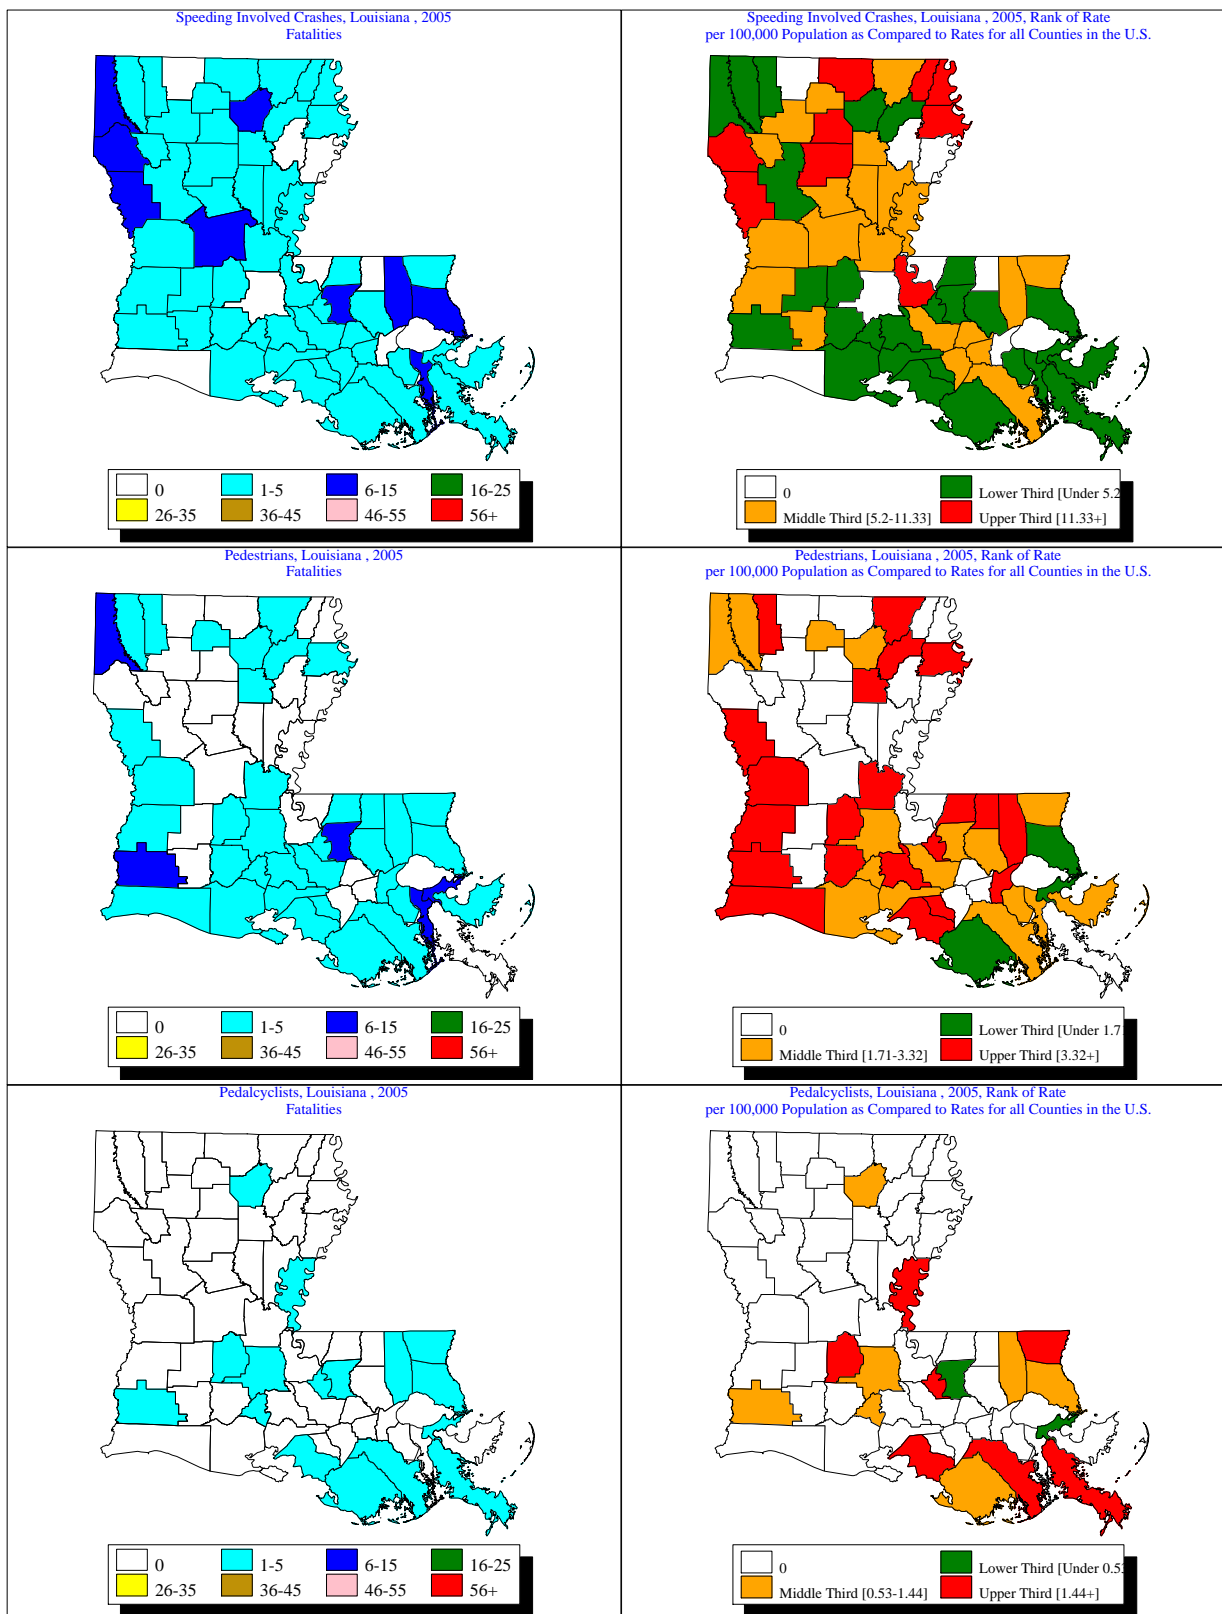 Speeding Involved Crashes, Louisiana , 2005
Fatalities
0
1-5
6-15
16-25
26-35
36-45
46-55
56+
Speeding Involved Crashes, Louisiana , 2005, Rank of Rate
per 100,000 Population as Compared to Rates for all Counties in the U.S.
0
Lower Third [Under 5.2
Middle Third [5.2-11.33]
Upper Third [11.33+]
Pedestrians, Louisiana , 2005
Fatalities
0
1-5
6-15
16-25
26-35
36-45
46-55
56+
Pedestrians, Louisiana , 2005, Rank of Rate
per 100,000 Population as Compared to Rates for all Counties in the U.S.
0
Lower Third [Under 1.7
Middle Third [1.71-3.32]
Upper Third [3.32+]
Pedalcyclists, Louisiana , 2005
Fatalities
0
1-5
6-15
16-25
26-35
36-45
46-55
56+
Pedalcyclists, Louisiana , 2005, Rank of Rate
per 100,000 Population as Compared to Rates for all Counties in the U.S.
0
Lower Third [Under 0.53
Middle Third [0.53-1.44]
Upper Third [1.44+]